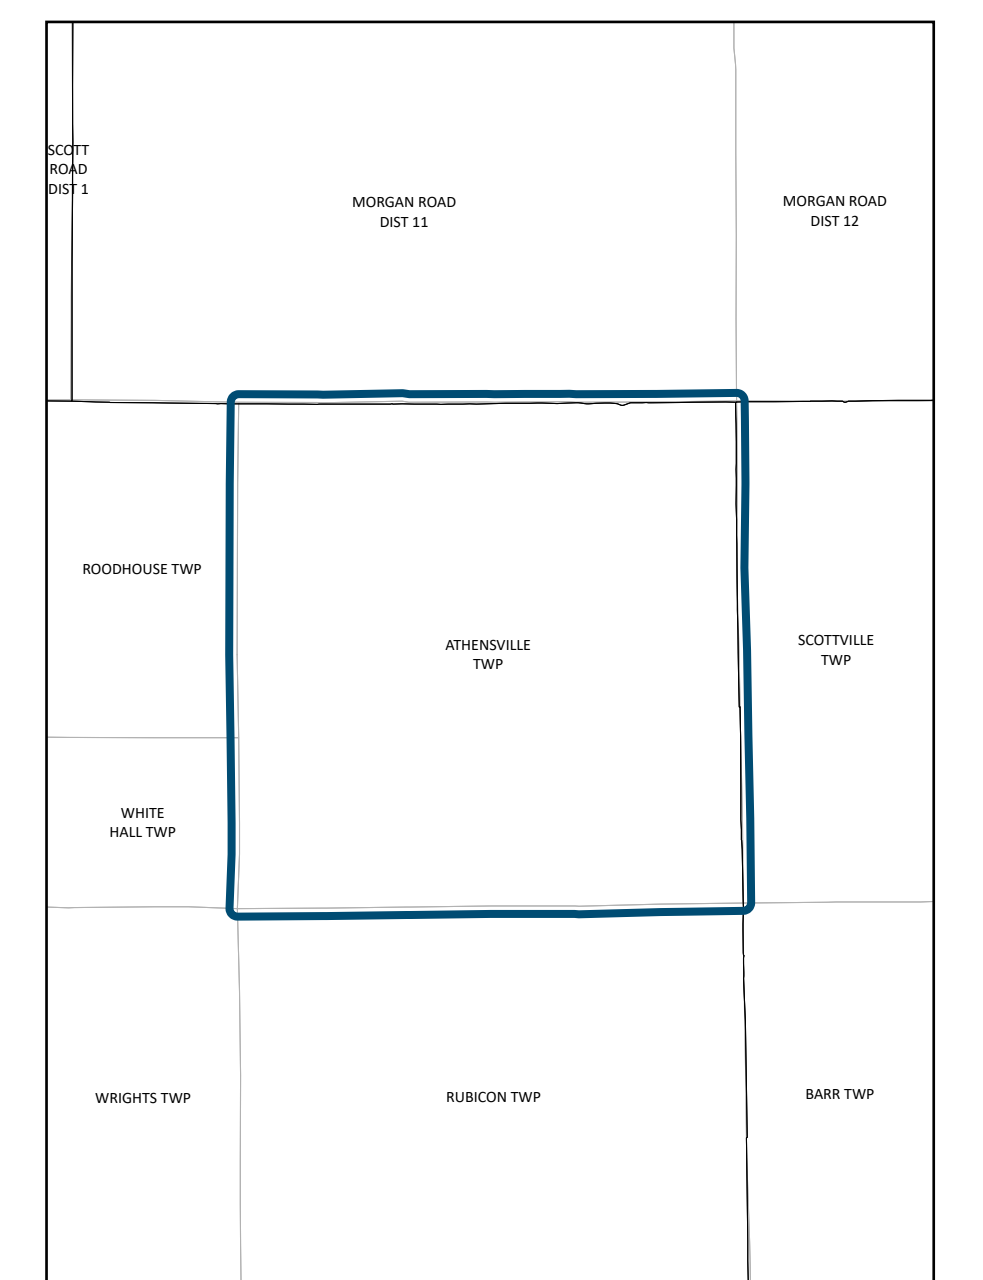 SCOTT
ROAD
DIST 1
MORGAN ROAD
DIST 11
MORGAN ROAD
DIST 12
ROODHOUSE TWP
ATHENSVILLE
TWP
SCOTTVILLE
TWP
WHITE
HALL TWP
WRIGHTS TWP
RUBICON TWP
BARR TWP